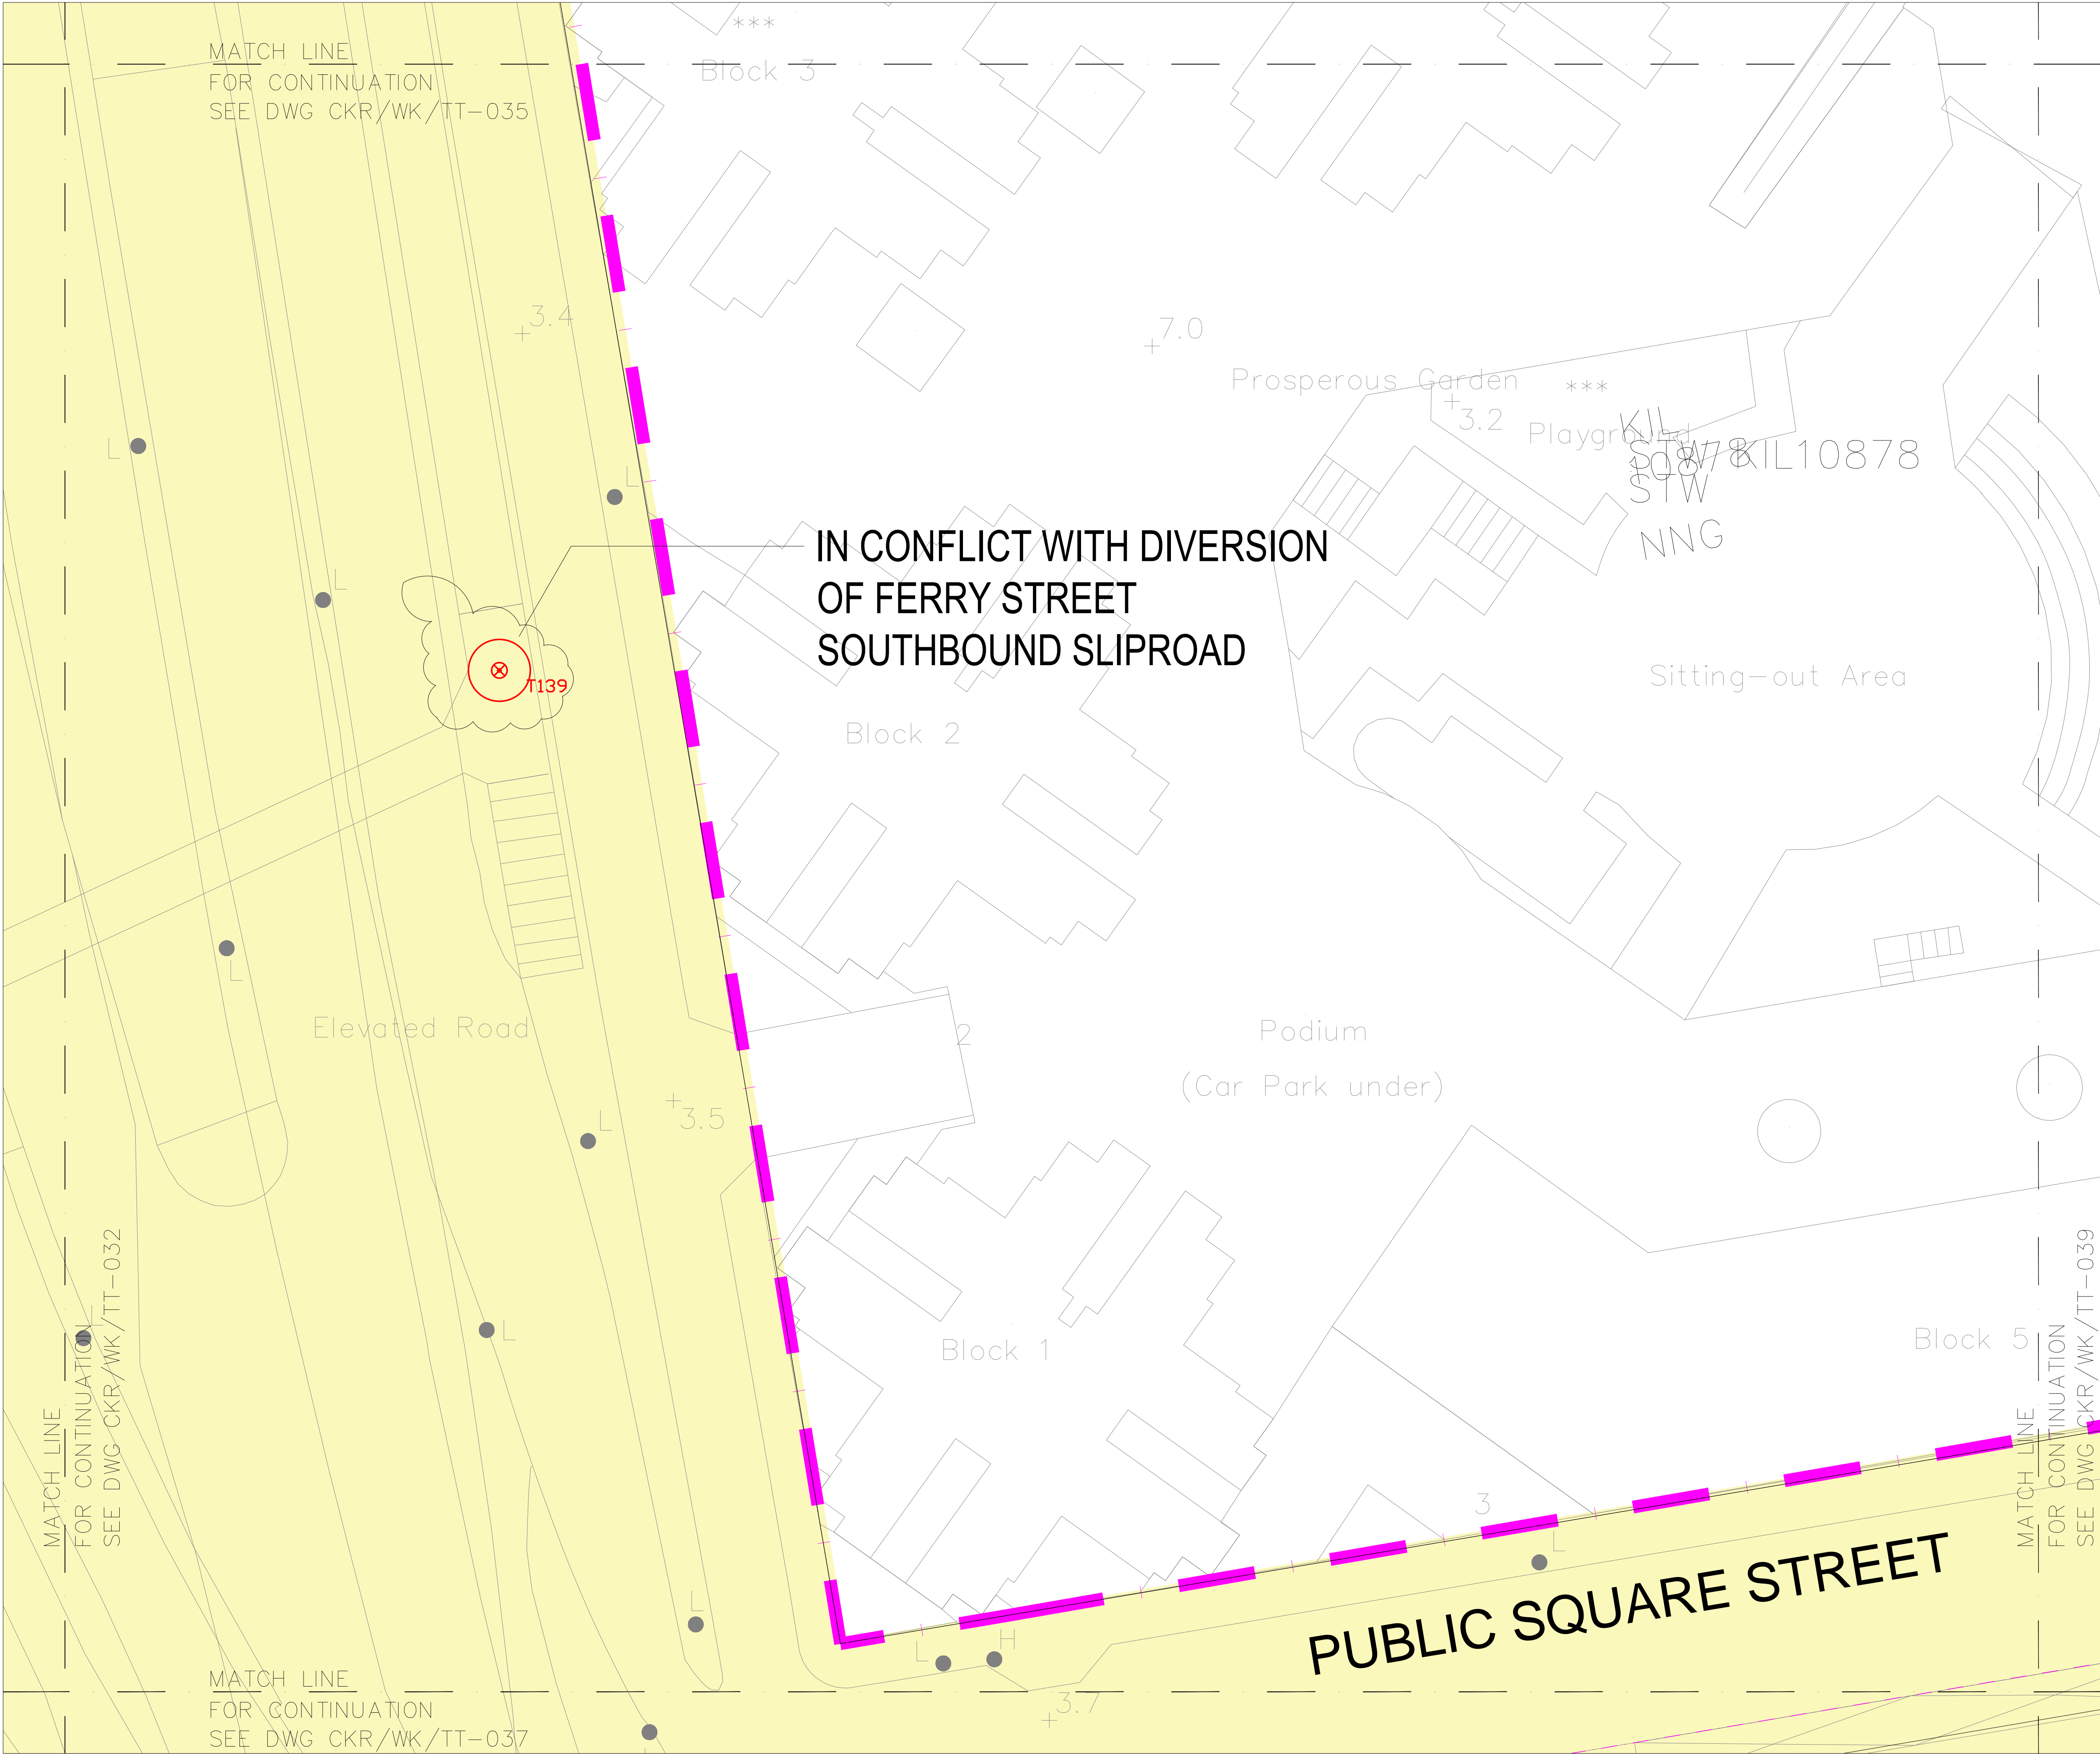 ***
MATCH LINE
FOR CONTINUATION
SEE DWG CKR/WK/TT-035
Block 3
3.4
7.0
Prosperous Garden
***
3.2
Playground
KIL
STW KIL10878
10878
STW
NNG
L
L
L
IN CONFLICT WITH DIVERSION
OF FERRY STREET
SOUTHBOUND SLIPROAD
T139
Sitting-out Area
Block 2
L
Elevated Road
2
Podium
(Car Park under)
3.5
L
MATCH LINE
FOR CONTINUATION
SEE DWG CKR/WK/TT-032
L
L
Block 1
Block 5
MATCH LINE
FOR CONTINUATION
SEE DWG CKR/WK/TT-039
3
L
PUBLIC SQUARE STREET
L
L
H
MATCH LINE
FOR CONTINUATION
SEE DWG CKR/WK/TT-037
3.7